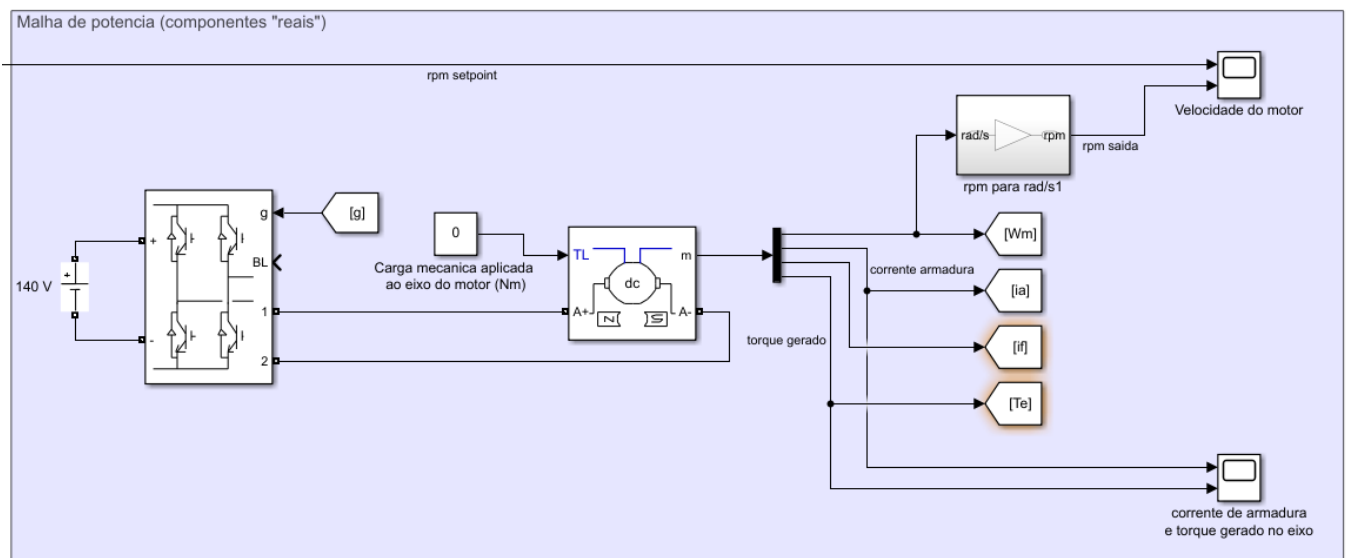 Malha de potencia (componentes "reais")
rpm setpoint
Velocidade do motor
rad/s
rpm
rpm saida
rpm para rad/s1
g
[g]
0
[Wm]
+
BL
TL
m
dc
Carga mecanica aplicada
ao eixo do motor (Nm)
corrente armadura
[ia]
140 V
+
1
A+
N
S
A-
torque gerado
[if]
-
2
[Te]
corrente de armadura
e torque gerado no eixo